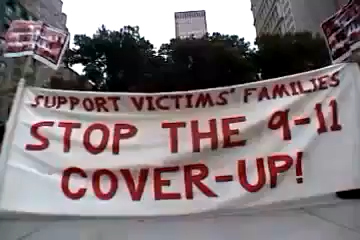 SUPPORT VICTIMS' FAMILIES
STOP THE 9-11
COVER-UP!